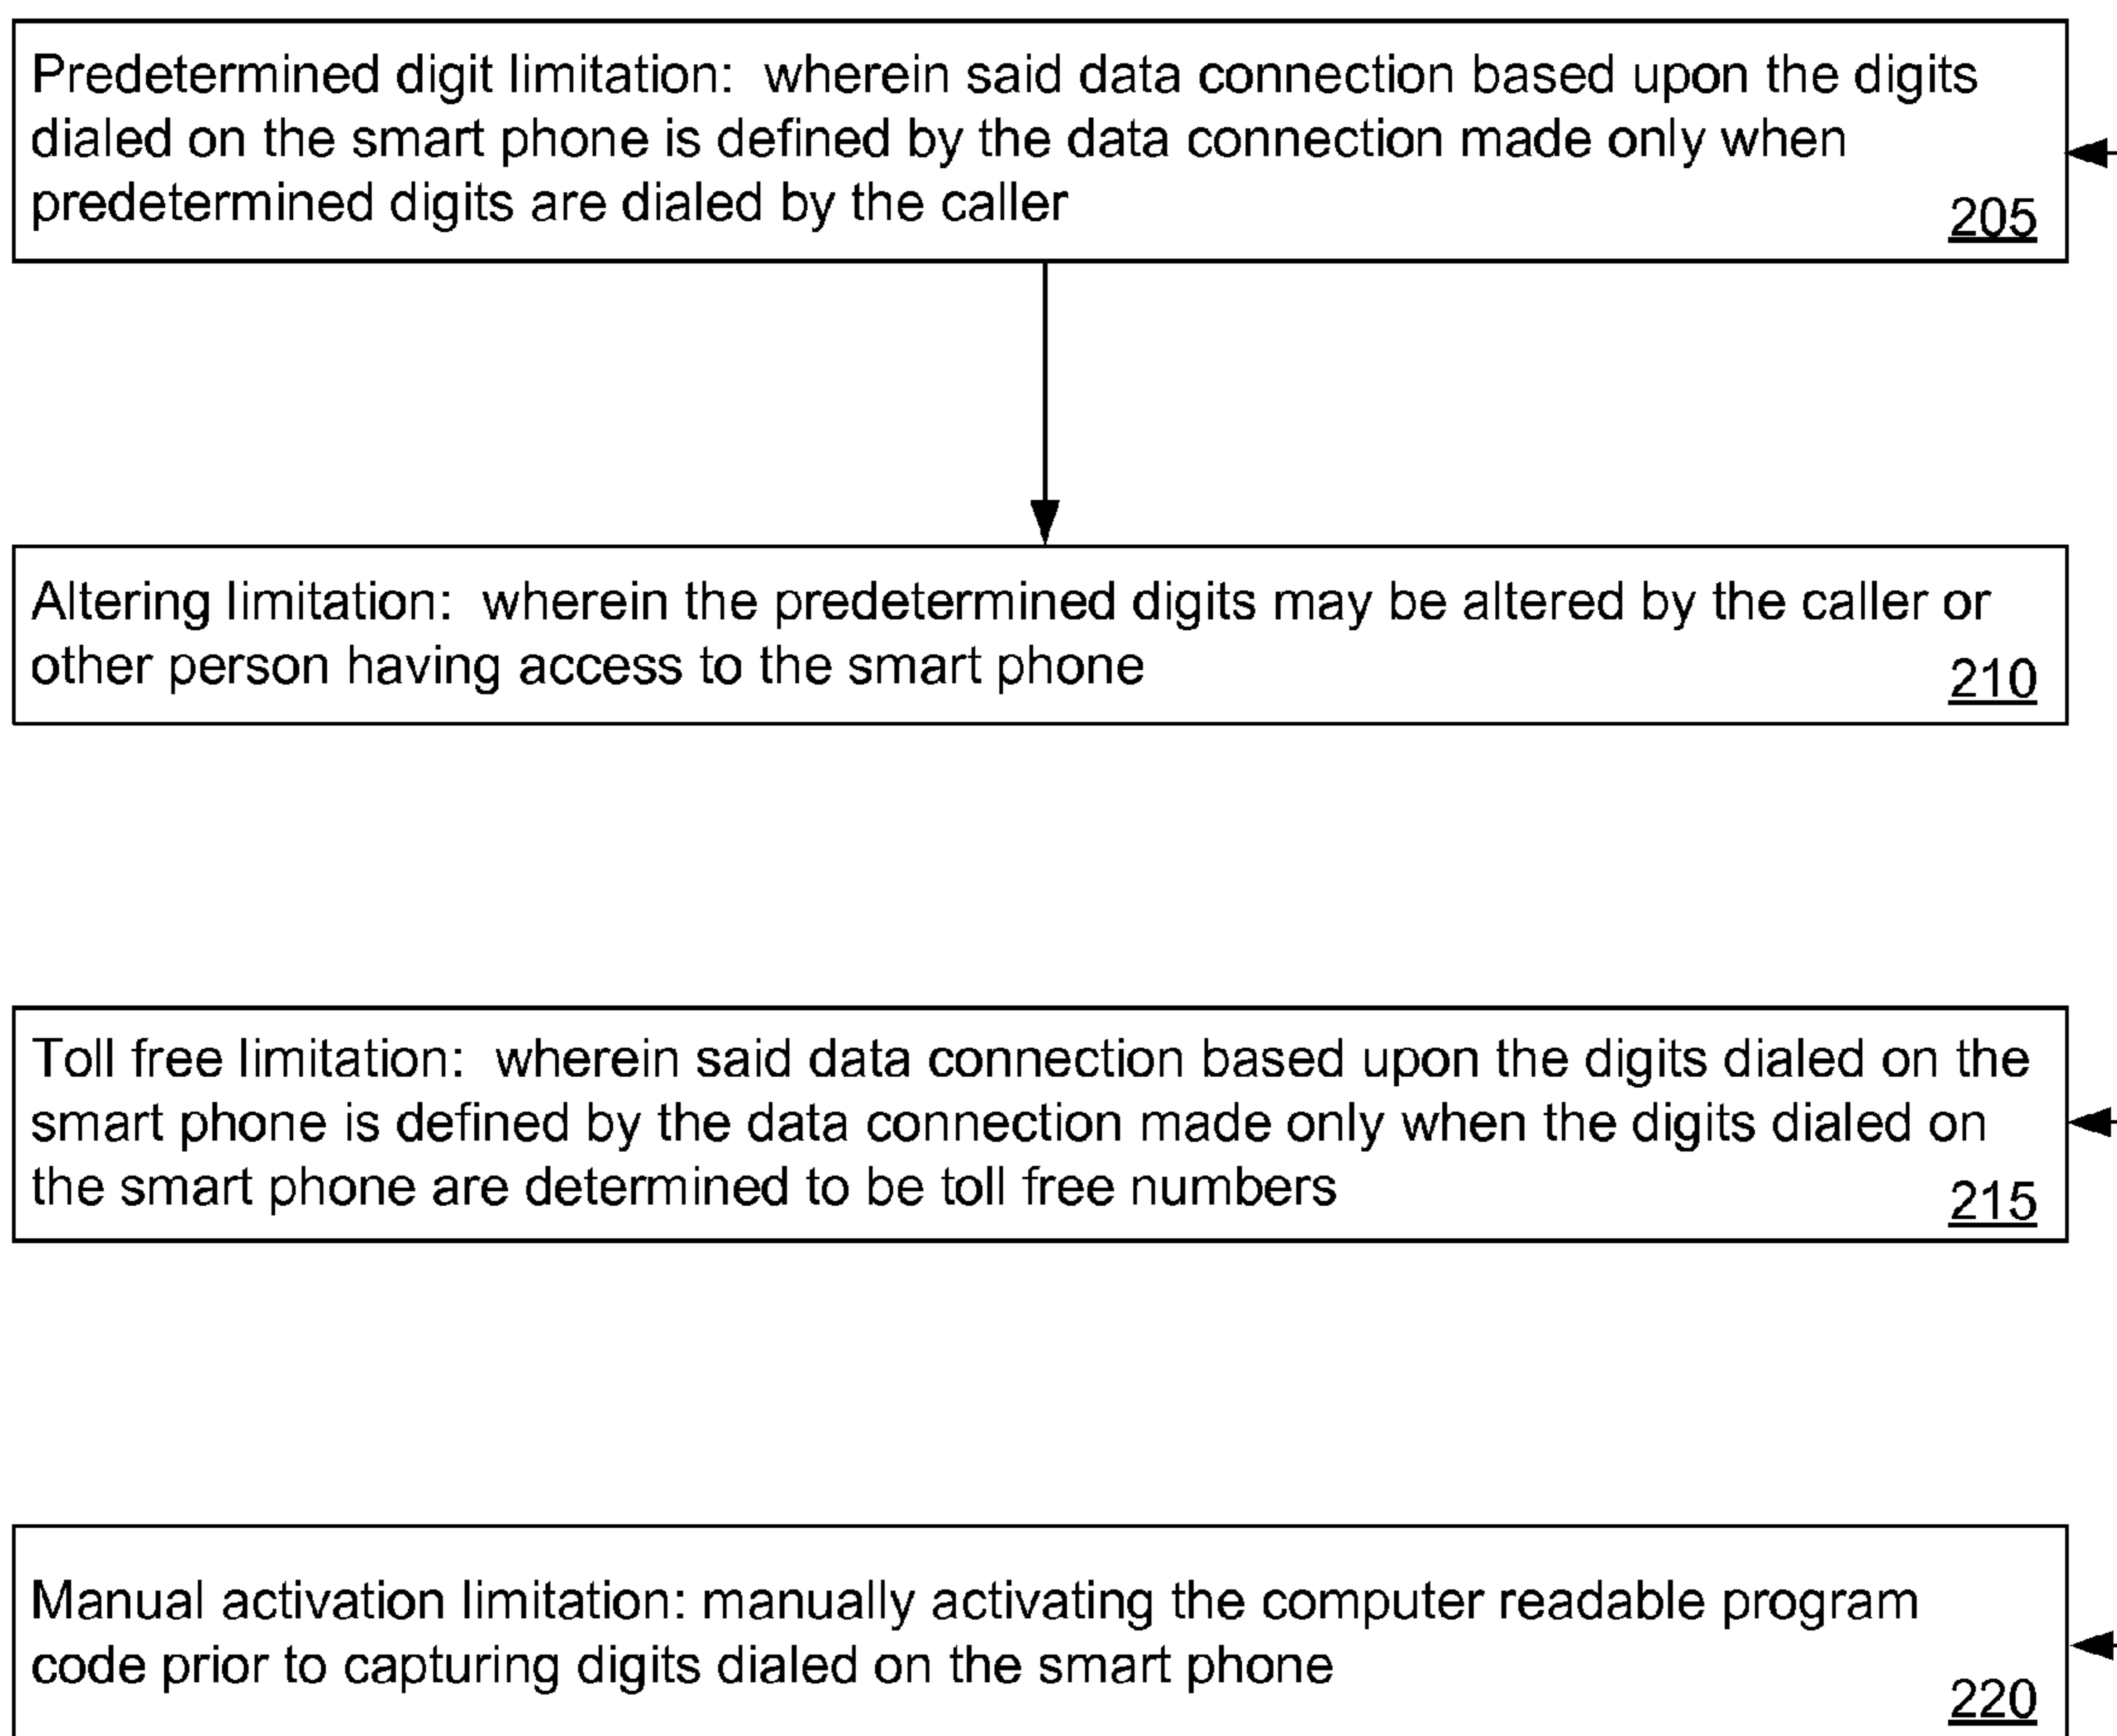 Predetermined digit limitation:  wherein said data connection based upon the digits
dialed on the smart phone is defined by the data connection made only when
predetermined digits are dialed by the caller
205
Altering limitation:  wherein the predetermined digits may be altered by the caller or
other person having access to the smart phone
210
Toll free limitation:  wherein said data connection based upon the digits dialed on the
smart phone is defined by the data connection made only when the digits dialed on
the smart phone are determined to be toll free numbers
215
Manual activation limitation: manually activating the computer readable program
code prior to capturing digits dialed on the smart phone
220